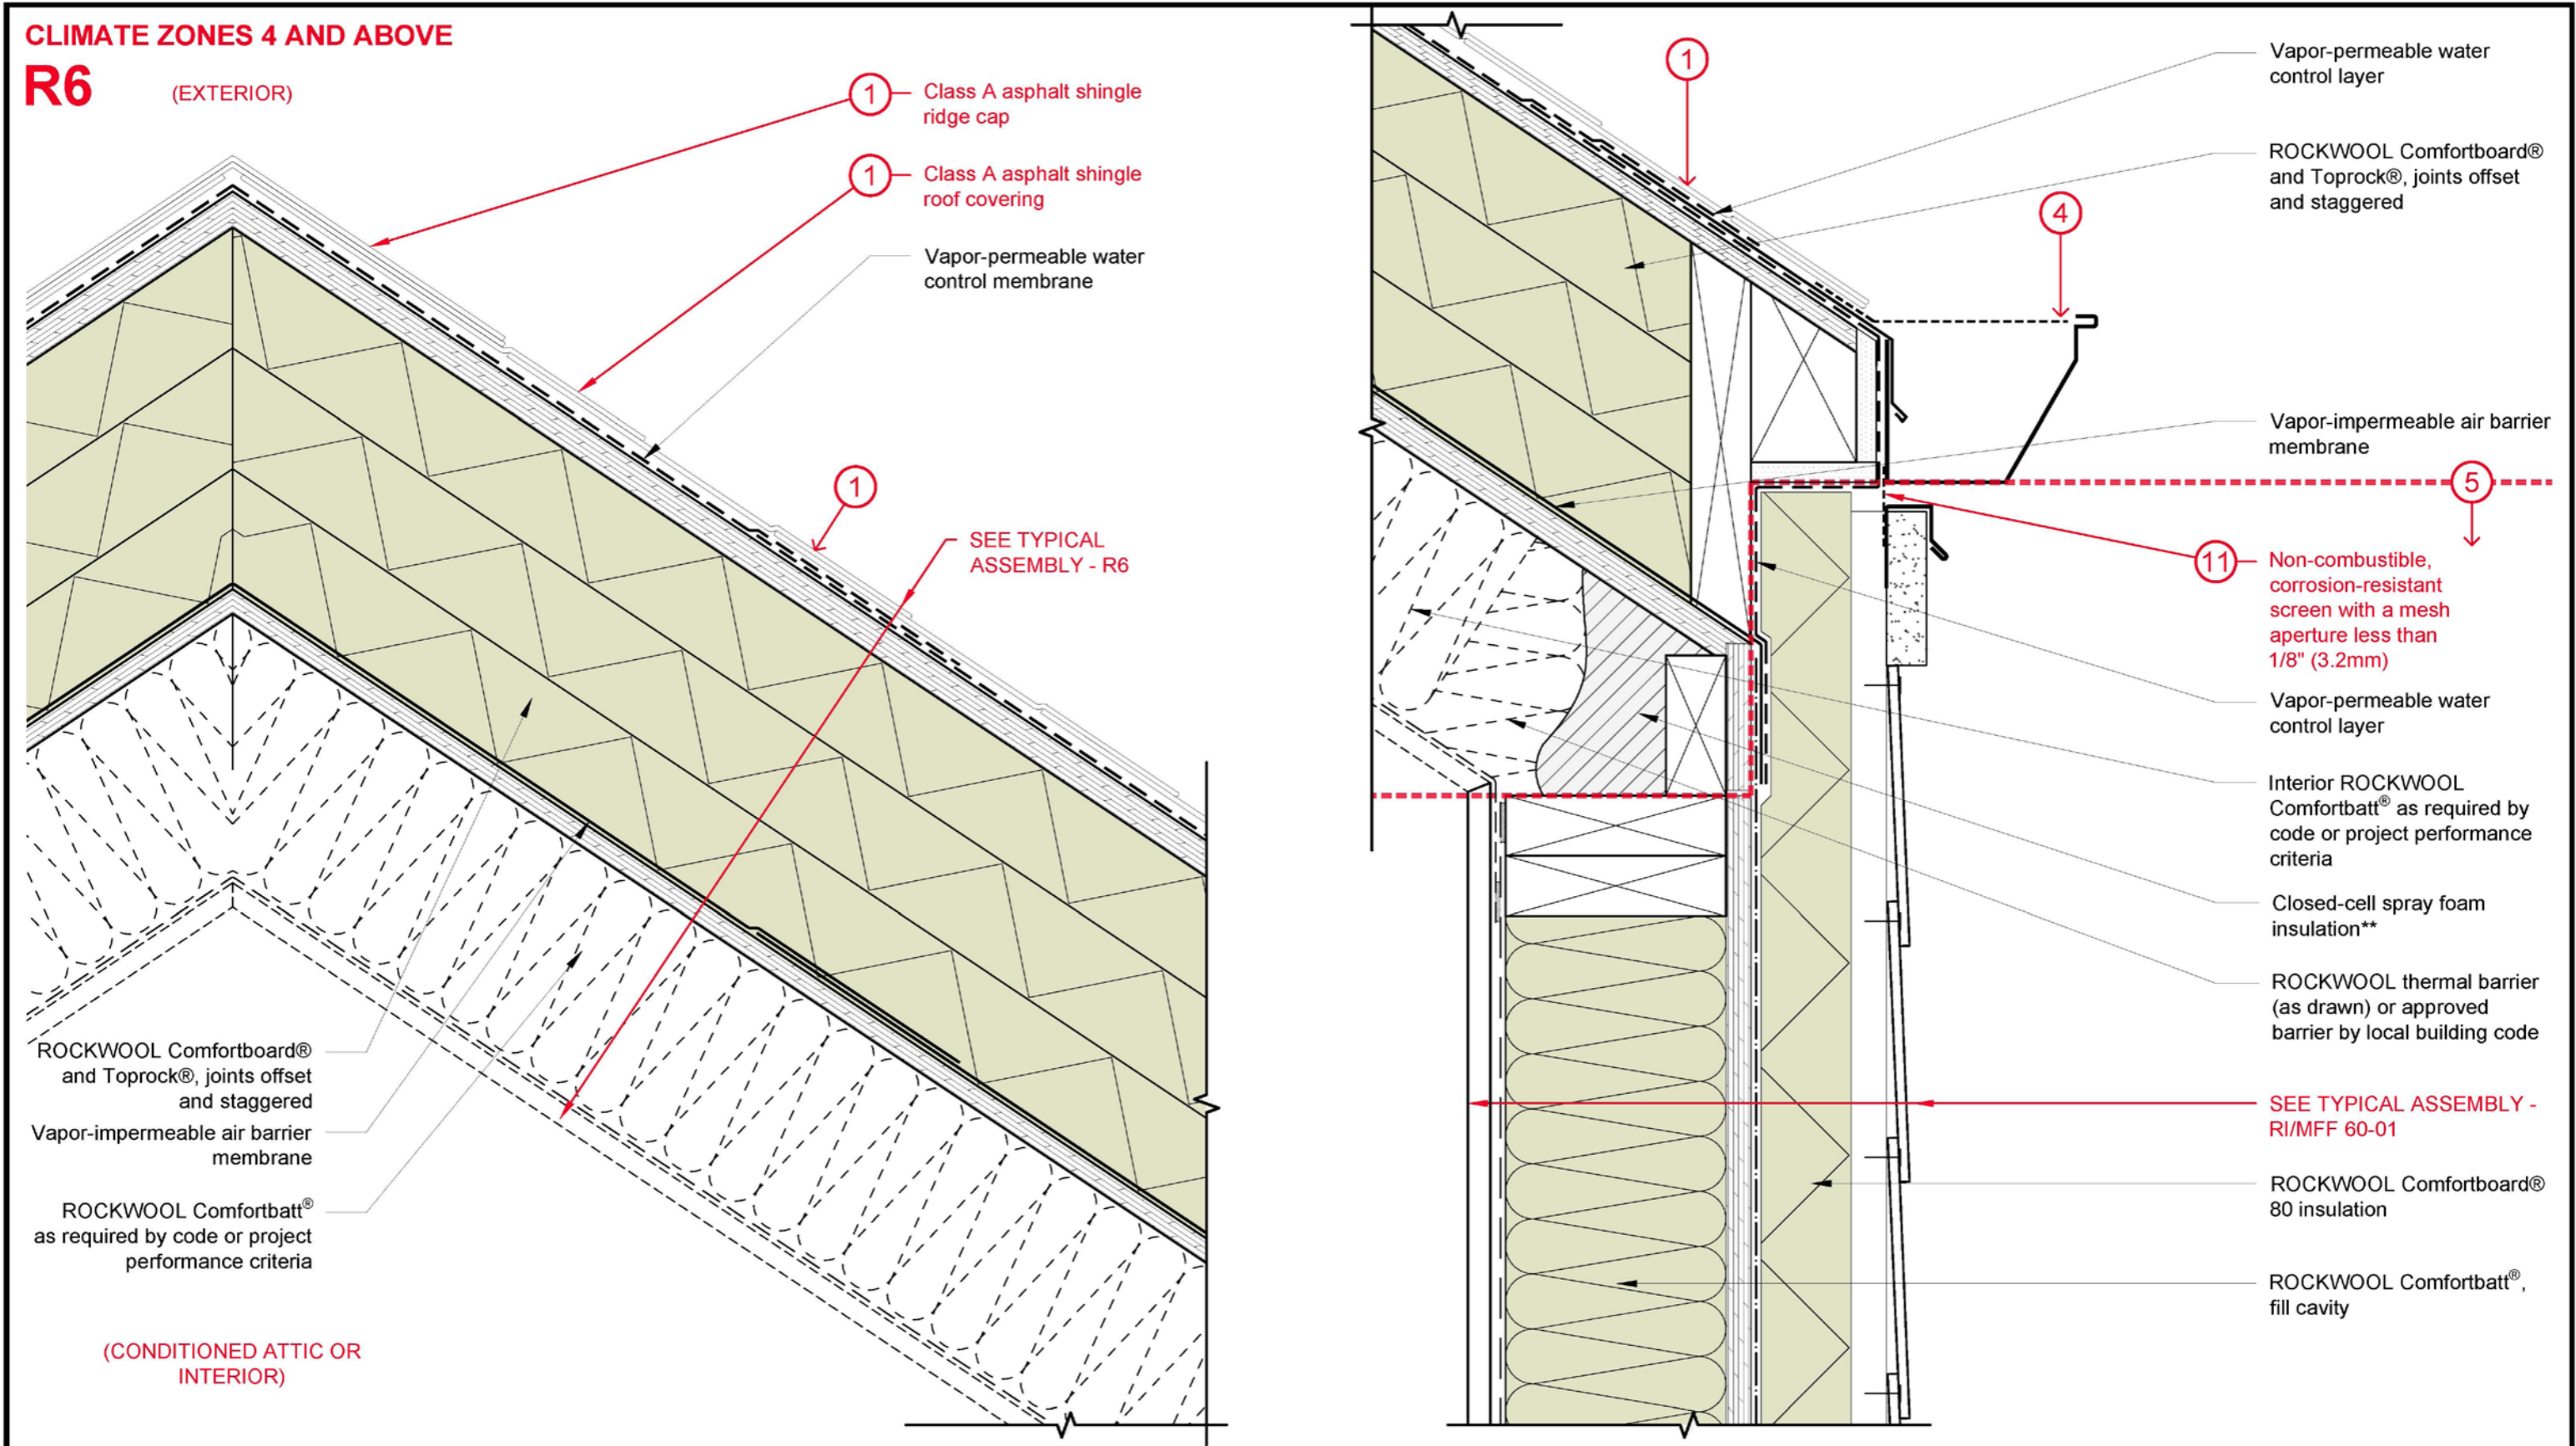 CLIMATE ZONES 4 AND ABOVE
R6
(EXTERIOR)
1
Class A asphalt shingle
ridge cap
1
Class A asphalt shingle
roof covering
Vapor-permeable water
control membrane
1
SEE TYPICAL
ASSEMBLY - R6
ROCKWOOL Comfortboard®
and Toprock®, joints offset
and staggered
Vapor-impermeable air barrier
membrane
ROCKWOOL Comfortbatt®
as required by code or project
performance criteria
(CONDITIONED ATTIC OR
INTERIOR)
1
Vapor-permeable water
control layer
ROCKWOOL Comfortboard®
and Toprock®, joints offset
and staggered
4
Vapor-impermeable air barrier
membrane
5
11
Non-combustible,
corrosion-resistant
screen with a mesh
aperture less than
1/8" (3.2mm)
Vapor-permeable water
control layer
Interior ROCKWOOL
Comfortbatt® as required by
code or project performance
criteria
Closed-cell spray foam
insulation**
ROCKWOOL thermal barrier
(as drawn) or approved
barrier by local building code
SEE TYPICAL ASSEMBLY -
RI/MFF 60-01
ROCKWOOL Comfortboard®
80 insulation
ROCKWOOL Comfortbatt®,
fill cavity